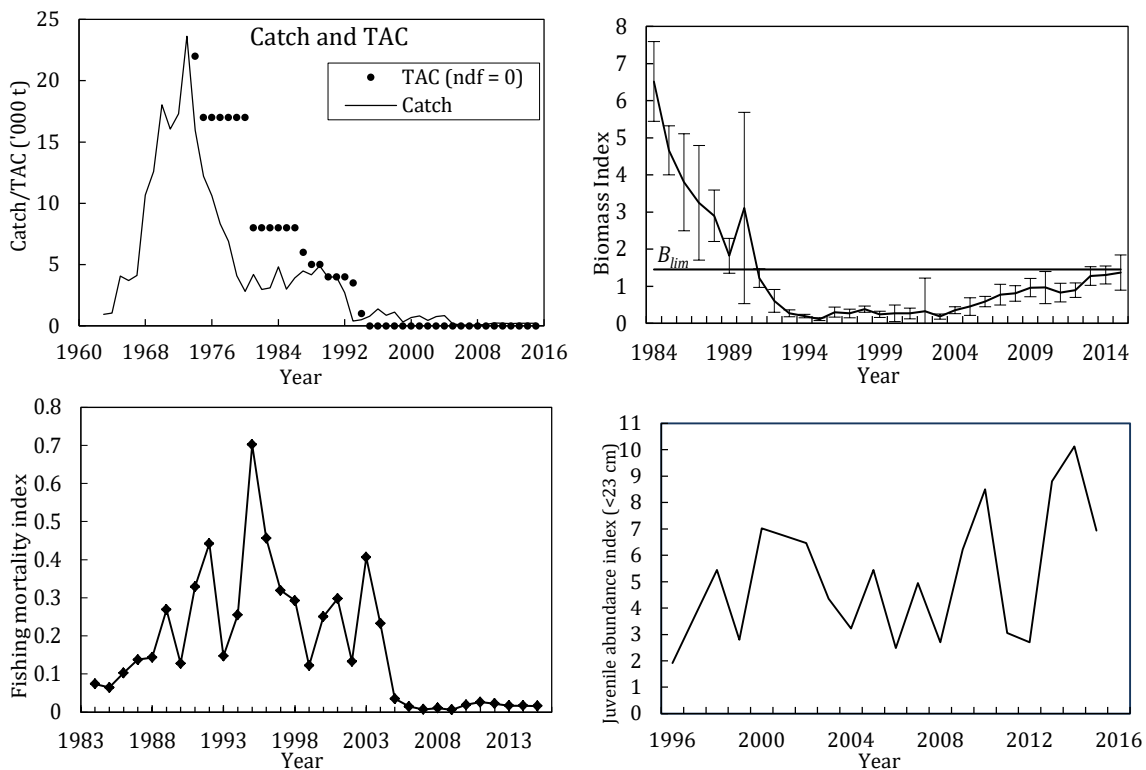 Catch and TAC
TAC (ndf = 0)
Catch
Catch/TAC ('000 t)
25
20
15
10
5
0
1960 1968 1976 1984 1992 2000 2008 2016
Year
Biomass Index
8
7
6
5
4
3
2
1
0
Blim
1984 1989 1994 1999 2004 2009 2014
Year
Fishing mortality index
0.8
0.7
0.6
0.5
0.4
0.3
0.2
0.1
0
1983 1988 1993 1998 2003 2008 2013
Year
Juvenile abundance index (<23 cm)
11
10
9
8
7
6
5
4
3
2
1
0
1996 2000 2004 2008 2012 2016
Year